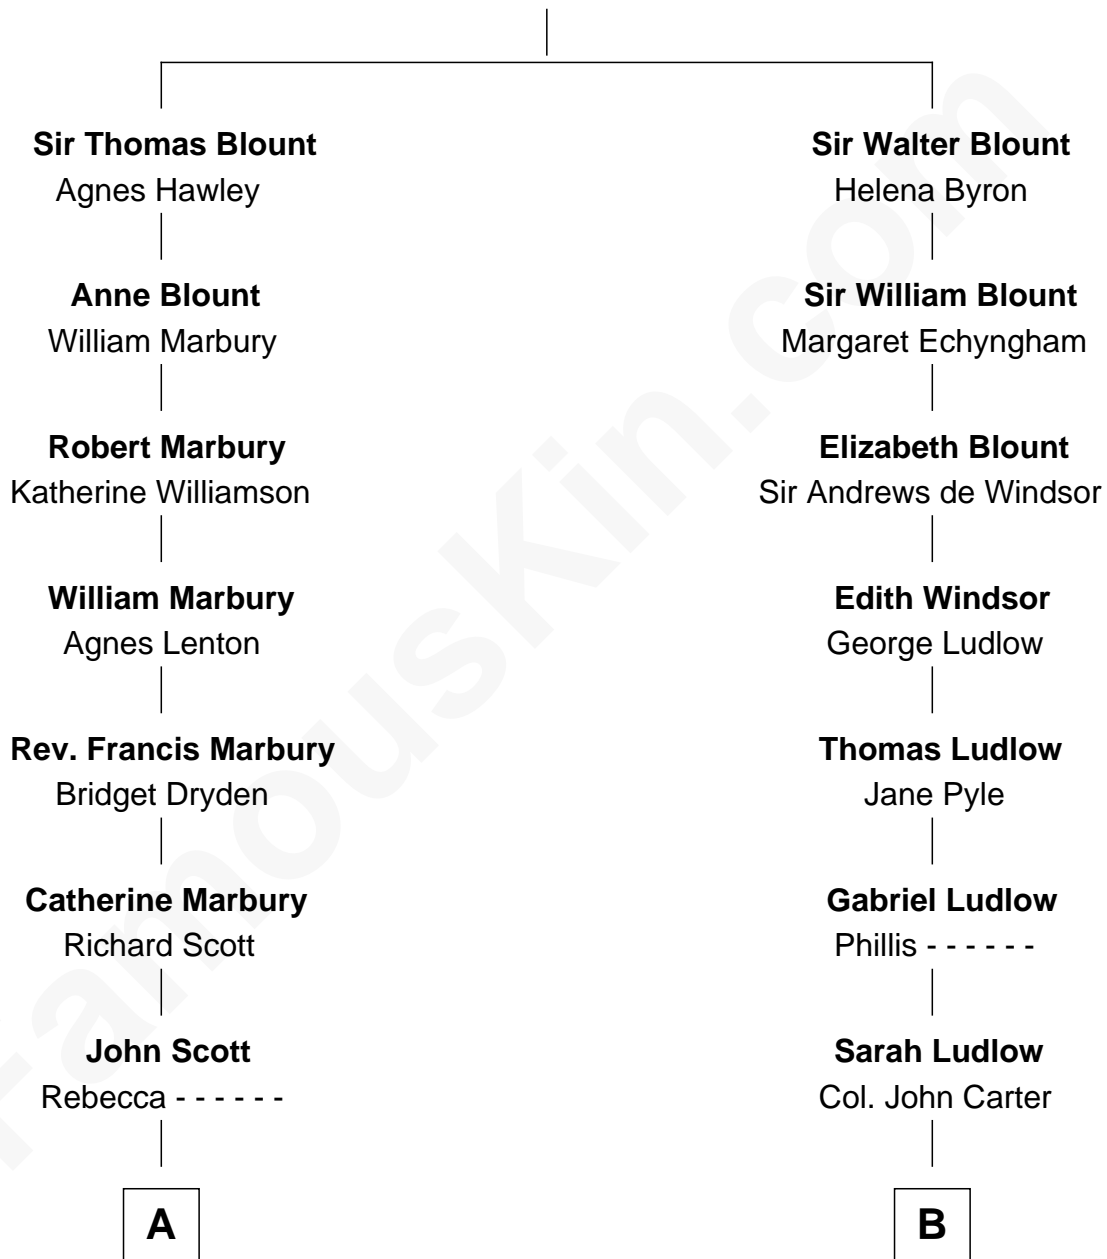 Sir Thomas Blount
Agnes Hawley
Anne Blount
William Marbury
Robert Marbury
Katherine Williamson
William Marbury
Agnes Lenton
Rev. Francis Marbury
Bridget Dryden
Catherine Marbury
Richard Scott
John Scott
Rebecca - - - - - -
A
Sir Walter Blount
Helena Byron
Sir William Blount
Margaret Echyngham
Elizabeth Blount
Sir Andrews de Windsor
Edith Windsor
George Ludlow
Thomas Ludlow
Jane Pyle
Gabriel Ludlow
Phillis - - - - - -
Sarah Ludlow
Col. John Carter
B
FamousKin.com